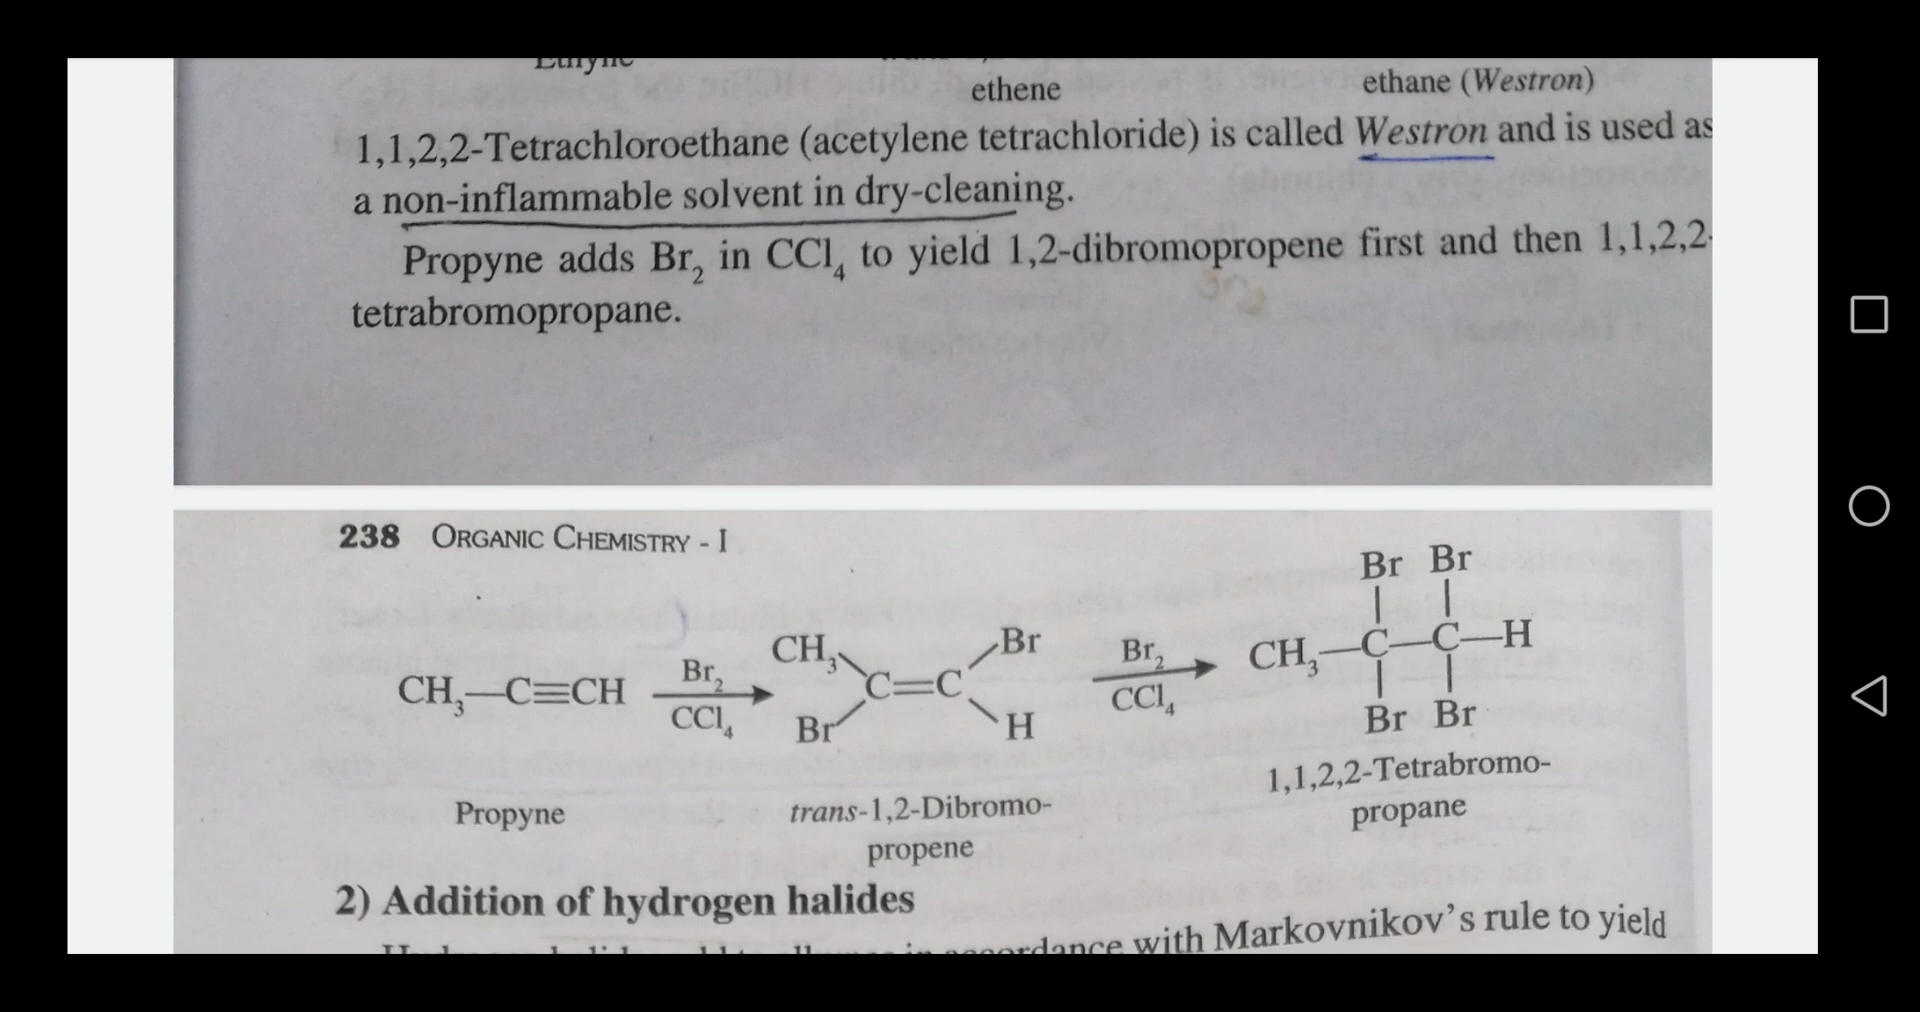 ethene
ethane (Westron)
1,1,2,2-Tetrachloroethane (acetylene tetrachloride) is called Westron and is used as
a non-inflammable solvent in dry-cleaning.
Propyne adds Br₂ in CCl₄ to yield 1,2-dibromopropene first and then 1,1,2,2-
tetrabromopropane.
238 ORGANIC CHEMISTRY - I
Br Br
CH₃ Br Br₂ CH₃—C—C—H
CH₃—C≡CH Br₂ C=C
CCl₄ Br H CCl₄ Br Br
1,1,2,2-Tetrabromo-
Propyne trans-1,2-Dibromo- propane
propene
2) Addition of hydrogen halides
in accordance with Markovnikov's rule to yield